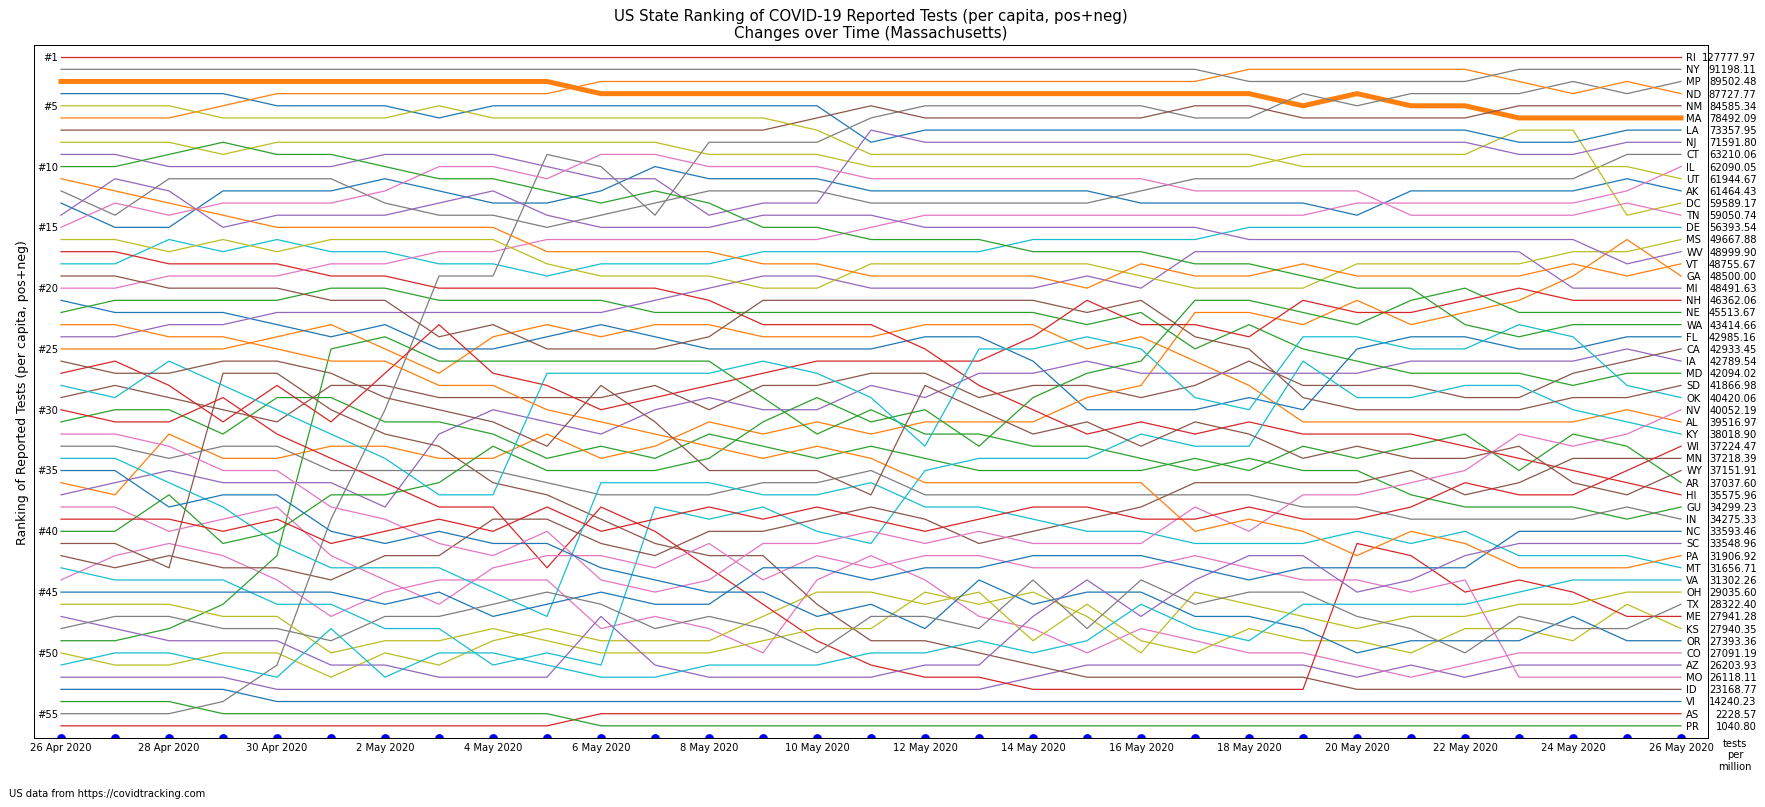 US State Ranking of COVID-19 Reported Tests (per capita, pos+neg)
Changes over Time (Massachusetts)
Ranking of Reported Tests (per capita, pos+neg)
#1
#5
#10
#15
#20
#25
#30
#35
#40
#45
#50
#55
RI 127777.97
NY 91198.11
MP 89502.48
ND 87727.77
NM 84585.34
MA 78492.09
LA 73357.95
NJ 71591.80
CT 63210.06
IL 62090.05
UT 61944.67
AK 61464.43
DC 59589.17
TN 59050.74
DE 56393.54
MS 49667.88
WV 48999.90
VT 48755.67
GA 48500.00
MI 48491.63
NH 46362.06
NE 45513.67
WA 43414.66
FL 42985.16
CA 42933.45
IA 42789.54
MD 42094.02
SD 41866.98
OK 40420.06
NV 40052.19
AL 39516.97
KY 38018.90
WI 37224.47
MN 37218.39
WY 37151.91
AR 37037.60
HI 35575.96
GU 34299.23
IN 34275.33
NC 33593.46
SC 33548.96
PA 31906.92
MT 31656.71
VA 31302.26
OH 29035.60
TX 28322.40
ME 27941.28
KS 27940.35
OR 27393.36
CO 27091.19
AZ 26203.93
MO 26118.11
ID 23168.77
VI 14240.23
AS 2228.57
PR 1040.80
26 Apr 2020 28 Apr 2020 30 Apr 2020 2 May 2020 4 May 2020 6 May 2020 8 May 2020 10 May 2020 12 May 2020 14 May 2020 16 May 2020 18 May 2020 20 May 2020 22 May 2020 24 May 2020 26 May 2020
tests
per
million
US data from https://covidtracking.com